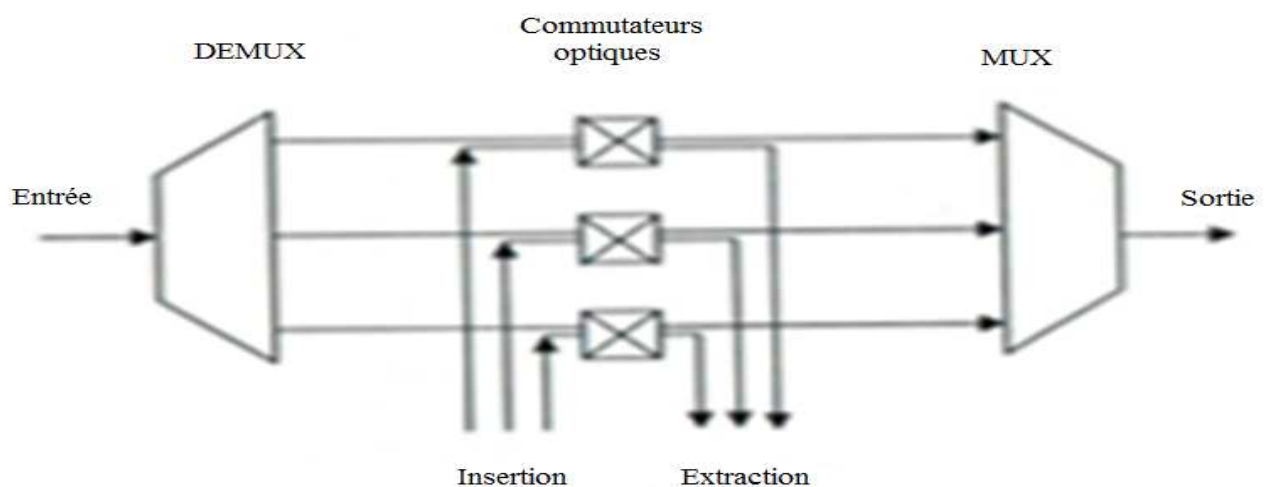 Commutateurs
optiques
DEMUX
MUX
Entrée
Sortie
Insertion
Extraction